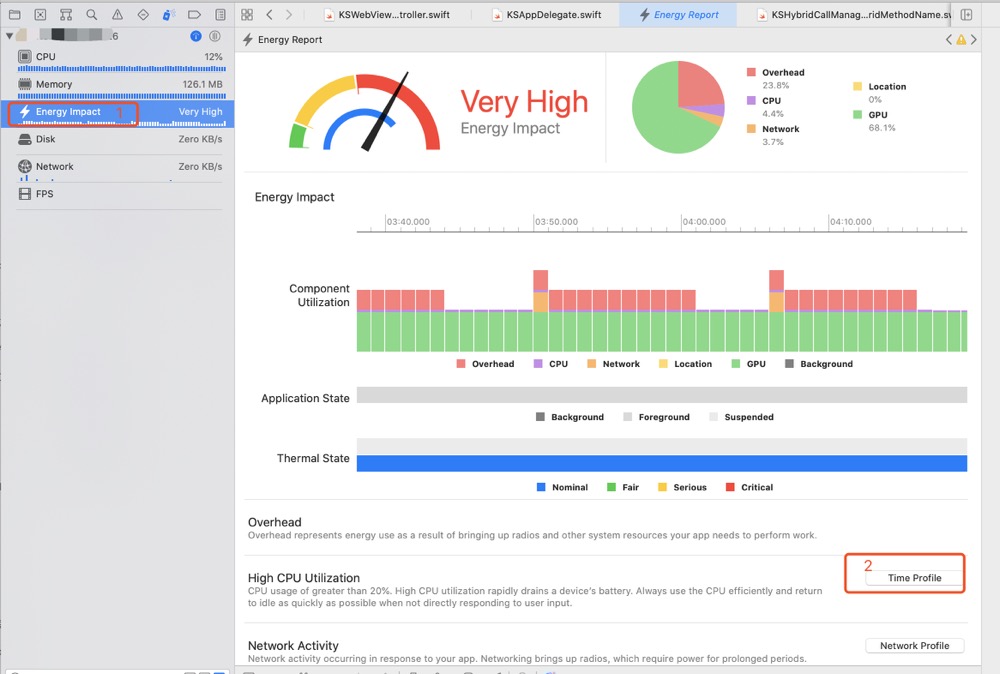 KSWebView...troller.swift
KSAppDelegate.swift
Energy Report
KSHybridCallManag...ridMethodName.sw
6
Energy Report
CPU 12%
Memory 126.1 MB
Energy Impact 1 Very High
Disk Zero KB/s
Network Zero KB/s
FPS
Very High
Energy Impact
Overhead
23.8%
CPU
4.4%
Network
3.7%
Location
0%
GPU
68.1%
Energy Impact
03:40.000 03:50.000 04:00.000 04:10.000
Component
Utilization
Overhead CPU Network Location GPU Background
Application State
Background Foreground Suspended
Thermal State
Nominal Fair Serious Critical
Overhead
Overhead represents energy use as a result of bringing up radios and other system resources your app needs to perform work.
High CPU Utilization
CPU usage of greater than 20%. High CPU utilization rapidly drains a device's battery. Always use the CPU efficiently and return
to idle as quickly as possible when not directly responding to user input.
2
Time Profile
Network Activity
Network activity occurring in response to your app. Networking brings up radios, which require power for prolonged periods.
Network Profile